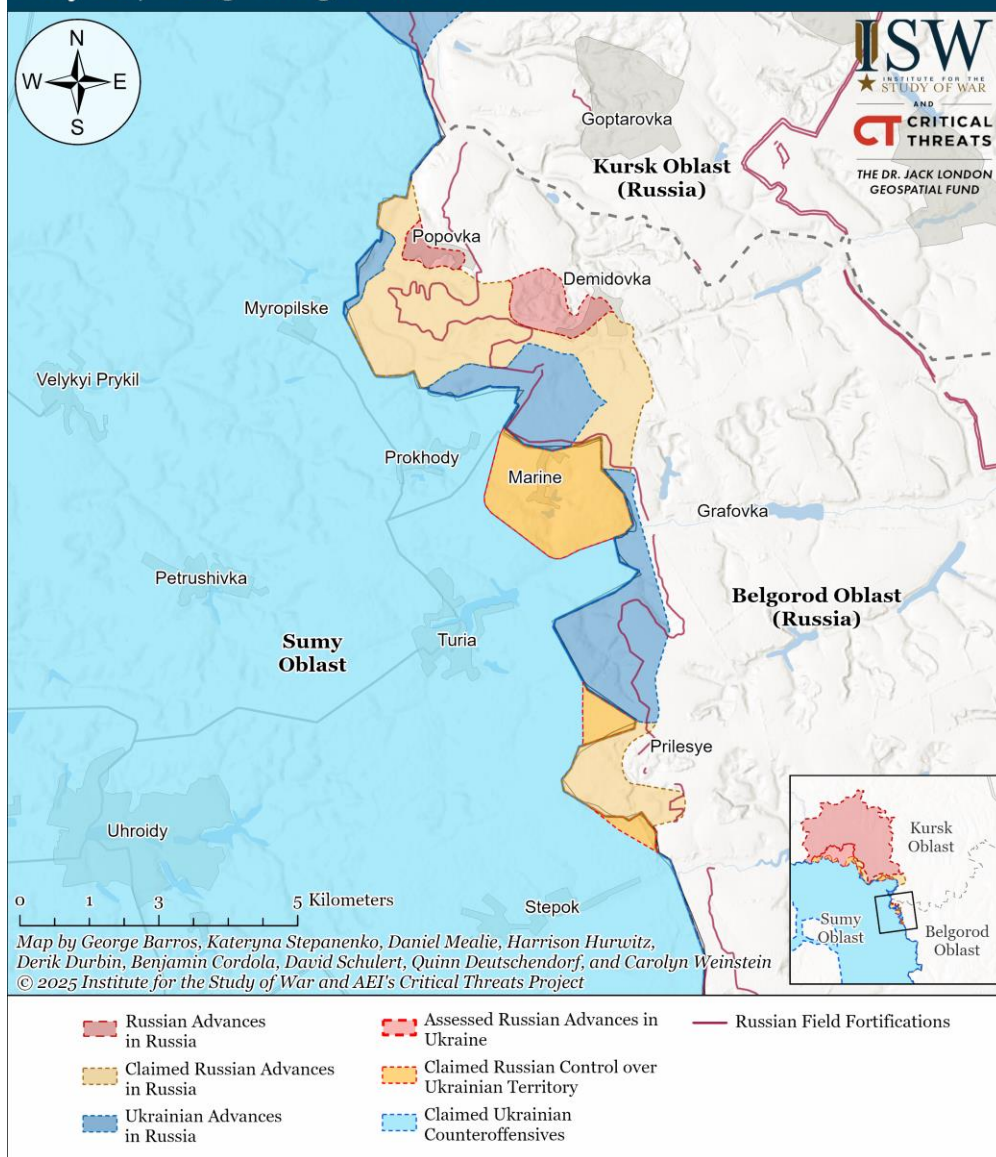 N
W E
S
ISW
INSTITUTE FOR THE
STUDY OF WAR
AND
CT CRITICAL
THREATS
THE DR. JACK LONDON
GEOSPATIAL FUND
Goptarovka
Kursk Oblast
(Russia)
Popovka
Demidovka
Myropilske
Velykyi Prykil
Prokhody
Marine
Grafovka
Petrushivka
Belgorod Oblast
(Russia)
Sumy
Oblast
Turia
Prilesye
Uhroidy
Stepok
Kursk
Oblast
Sumy
Oblast
Belgorod
Oblast
0 1 3 5 Kilometers
Map by George Barros, Kateryna Stepanenko, Daniel Mealie, Harrison Hurwitz,
Derik Durbin, Benjamin Cordola, David Schulert, Quinn Deutschendorf, and Carolyn Weinstein
© 2025 Institute for the Study of War and AEI's Critical Threats Project
Russian Advances
in Russia
Claimed Russian Advances
in Russia
Ukrainian Advances
in Russia
Assessed Russian Advances in
Ukraine
Claimed Russian Control over
Ukrainian Territory
Claimed Ukrainian
Counteroffensives
Russian Field Fortifications